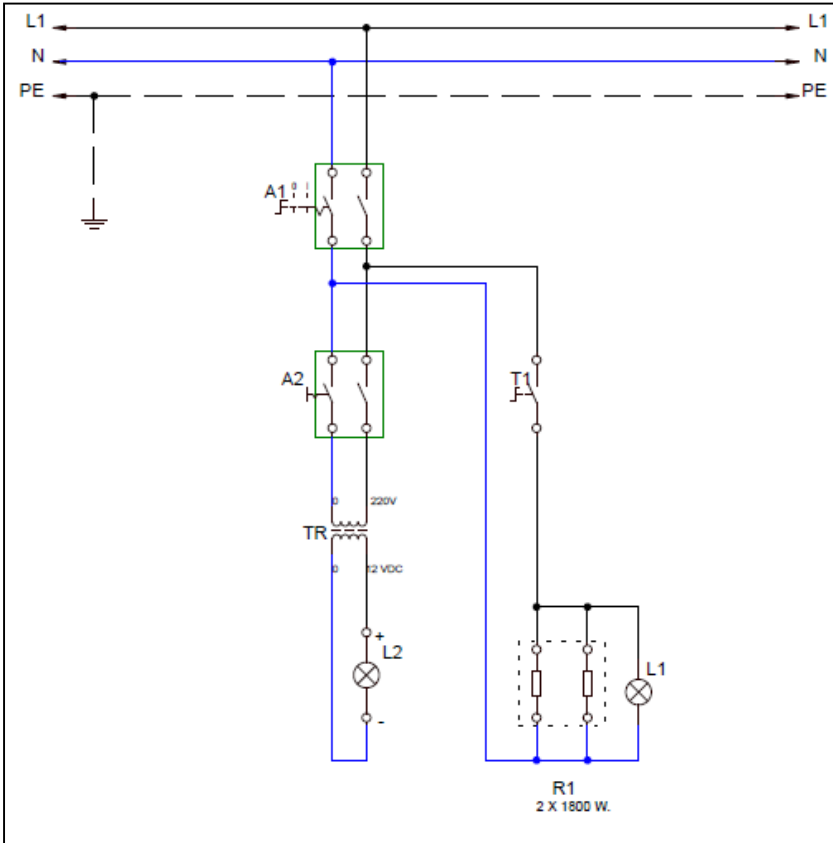 L1 L1
N N
PE PE
A1 0 I
A2 T1
0 220V
TR
0 12 VDC
+
L2
L1
-
R1
2 X 1800 W.